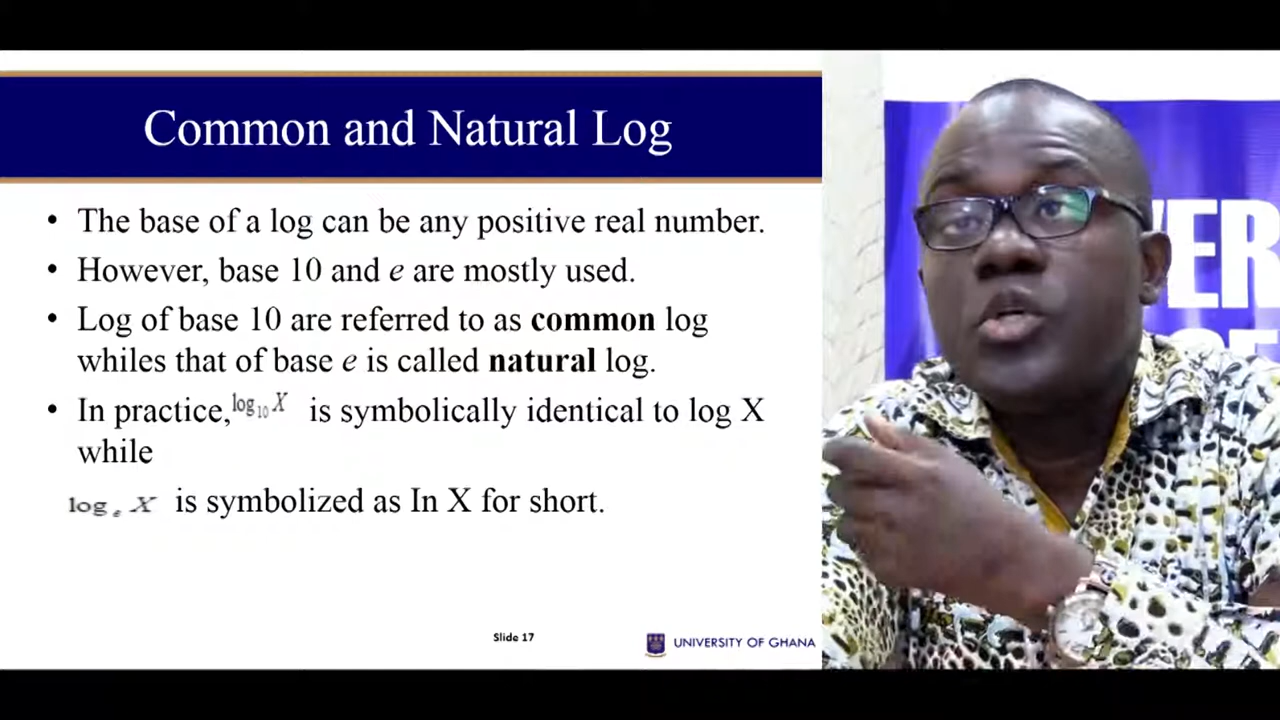 Common and Natural Log
• The base of a log can be any positive real number.
• However, base 10 and e are mostly used.
• Log of base 10 are referred to as common log
whiles that of base e is called natural log.
• In practice, log₁₀ X is symbolically identical to log X
while
logₑ X is symbolized as In X for short.
Slide 17
UNIVERSITY OF GHANA